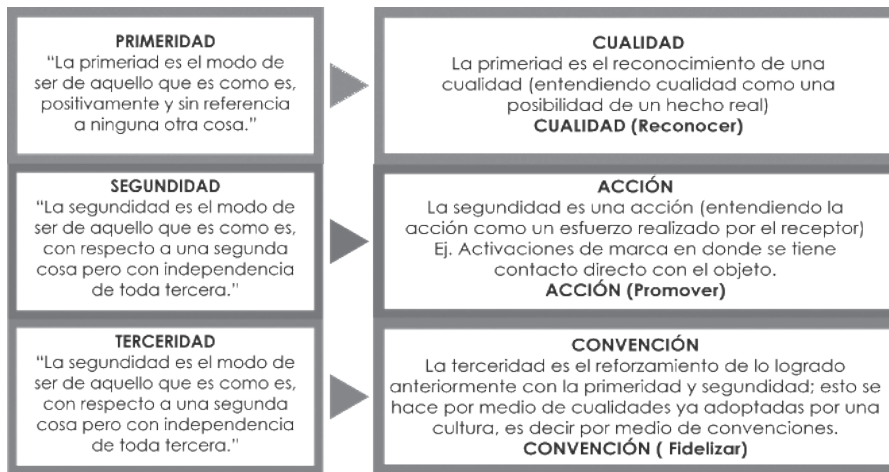 PRIMERIDAD
“La primeriad es el modo de
ser de aquello que es como es,
positivamente y sin referencia
a ninguna otra cosa.”
CUALIDAD
La primeriad es el reconocimiento de una
cualidad (entendiendo cualidad como una
posibilidad de un hecho real)
CUALIDAD (Reconocer)
SEGUNDIDAD
“La segundidad es el modo de
ser de aquello que es como es,
con respecto a una segunda
cosa pero con independencia
de toda tercera.”
ACCIÓN
La segundidad es una acción (entendiendo la
acción como un esfuerzo realizado por el receptor)
Ej. Activaciones de marca en donde se tiene
contacto directo con el objeto.
ACCIÓN (Promover)
TERCERIDAD
“La segundidad es el modo de
ser de aquello que es como es,
con respecto a una segunda
cosa pero con independencia
de toda tercera.”
CONVENCIÓN
La terceridad es el reforzamiento de lo logrado
anteriormente con la primeridad y segundidad; esto se
hace por medio de cualidades ya adoptadas por una
cultura, es decir por medio de convenciones.
CONVENCIÓN ( Fidelizar)